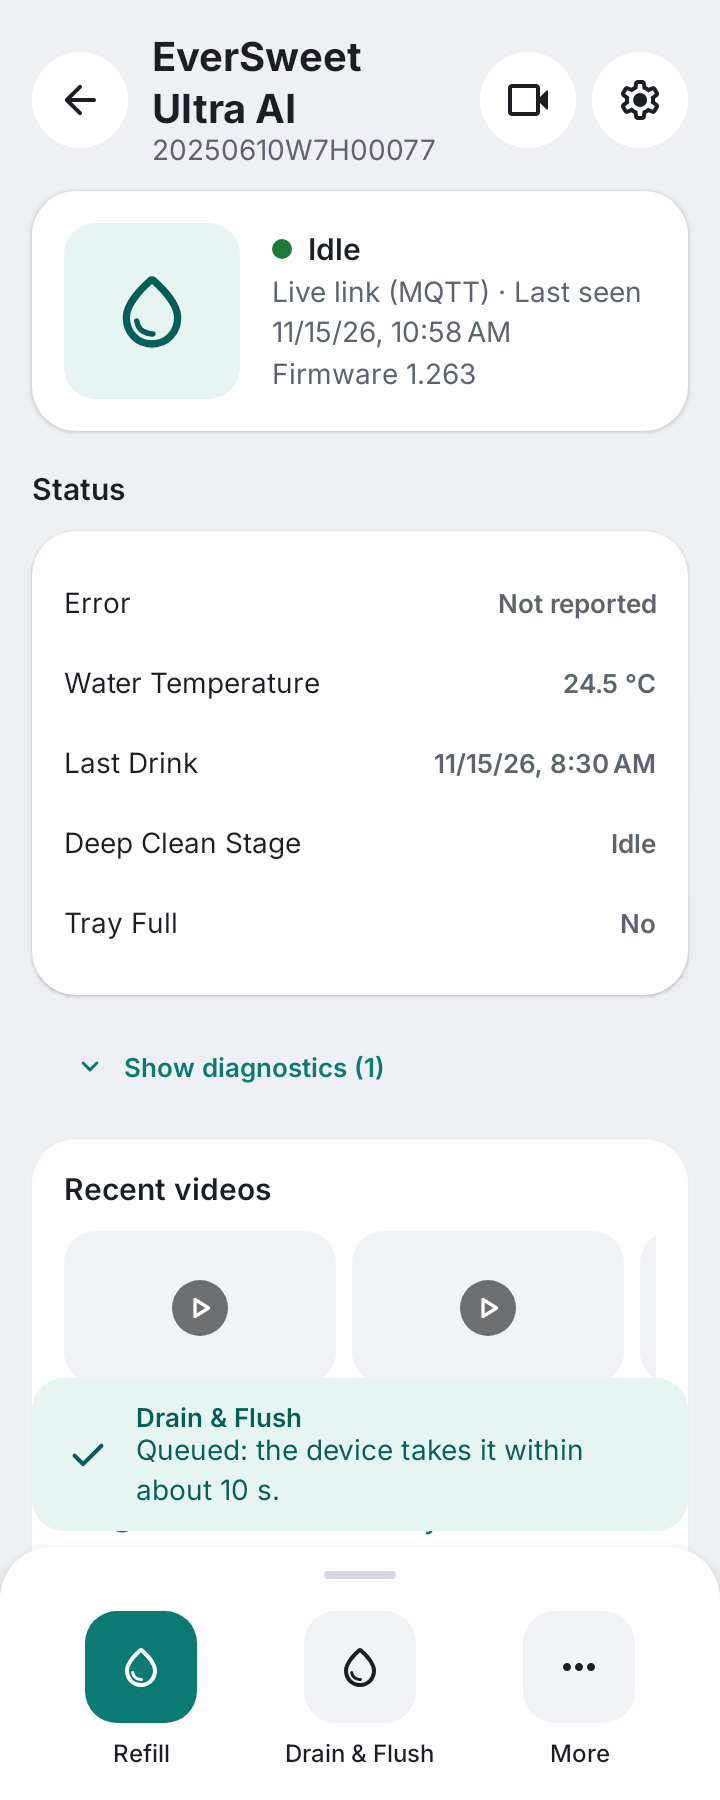 EverSweet
Ultra AI
20250610W7H00077
Idle
Live link (MQTT) · Last seen
11/15/26, 10:58 AM
Firmware 1.263
Status
Error Not reported
Water Temperature 24.5 °C
Last Drink 11/15/26, 8:30 AM
Deep Clean Stage Idle
Tray Full No
Show diagnostics (1)
Recent videos
Drain & Flush
Queued: the device takes it within
about 10 s.
Refill Drain & Flush More